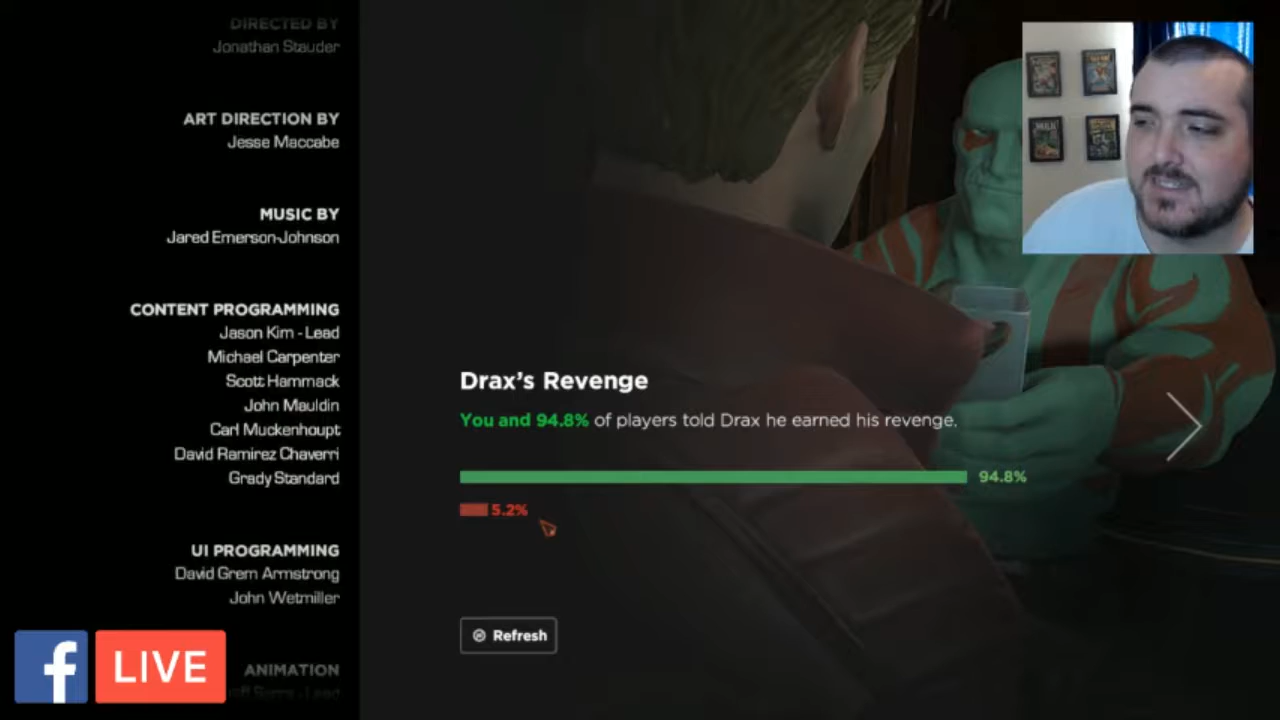 DIRECTED BY
Jonathan Stauder
ART DIRECTION BY
Jesse Maccabe
MUSIC BY
Jared Emerson-Johnson
CONTENT PROGRAMMING
Jason Kim - Lead
Michael Carpenter
Scott Hammack
John Mauldin
Carl Muckenhoupt
David Ramirez Chaverri
Grady Standard
UI PROGRAMMING
David Grem Armstrong
John Wetmiller
ANIMATION
- Lead
Drax's Revenge
You and 94.8% of players told Drax he earned his revenge.
94.8%
5.2%
Refresh
f LIVE